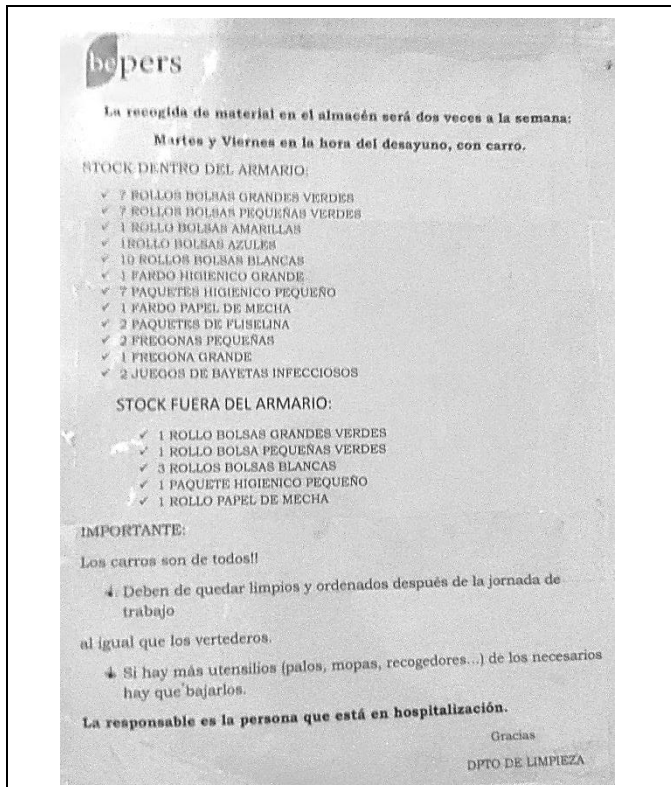 bepers
La recogida de material en el almacén será dos veces a la semana:
Martes y Viernes en la hora del desayuno, con carro.
STOCK DENTRO DEL ARMARIO:
✓ 7 ROLLOS BOLSAS GRANDES VERDES
✓ 7 ROLLOS BOLSAS PEQUEÑAS VERDES
✓ 1 ROLLO BOLSAS AMARILLAS
✓ 1ROLLO BOLSAS AZULES
✓ 10 ROLLOS BOLSAS BLANCAS
✓ 1 FARDO HIGIENICO GRANDE
✓ 7 PAQUETES HIGIENICO PEQUEÑO
✓ 1 FARDO PAPEL DE MECHA
✓ 2 PAQUETES DE FLISELINA
✓ 2 FREGONAS PEQUEÑAS
✓ 1 FREGONA GRANDE
✓ 2 JUEGOS DE BAYETAS INFECCIOSOS
STOCK FUERA DEL ARMARIO:
✓ 1 ROLLO BOLSAS GRANDES VERDES
✓ 1 ROLLO BOLSA PEQUEÑAS VERDES
✓ 3 ROLLOS BOLSAS BLANCAS
✓ 1 PAQUETE HIGIENICO PEQUEÑO
✓ 1 ROLLO PAPEL DE MECHA
IMPORTANTE:
Los carros son de todos!!
Deben de quedar limpios y ordenados después de la jornada de
trabajo
al igual que los vertederos.
Si hay más utensilios (palos, mopas, recogedores...) de los necesarios
hay que bajarlos.
La responsable es la persona que está en hospitalización.
Gracias
DPTO DE LIMPIEZA